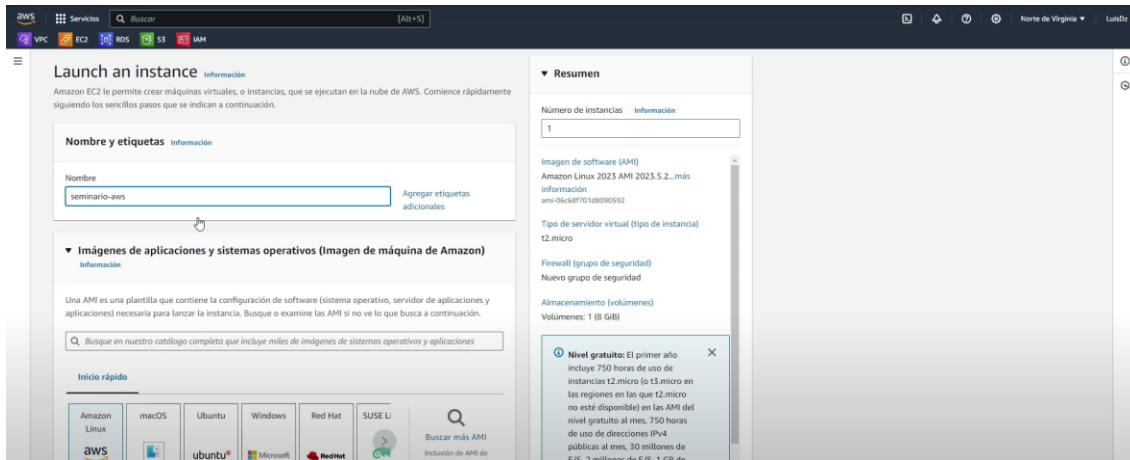 aws Servicios Buscar [Alt+S] Norte de Virginia LuisDz
VPC EC2 RDS S3 IAM
Launch an instance Información
Amazon EC2 le permite crear máquinas virtuales, o instancias, que se ejecutan en la nube de AWS. Comience rápidamente
siguiendo los sencillos pasos que se indican a continuación.
Nombre y etiquetas Información
Nombre
seminario-aws
Agregar etiquetas
adicionales
Imágenes de aplicaciones y sistemas operativos (Imagen de máquina de Amazon)
Información
Una AMI es una plantilla que contiene la configuración de software (sistema operativo, servidor de aplicaciones y
aplicaciones) necesaria para lanzar la instancia. Busque o examine las AMI si no ve lo que busca a continuación.
Busque en nuestro catálogo completo que incluye miles de imágenes de sistemas operativos y aplicaciones
Inicio rápido
Amazon
Linux
aws
macOS
Ubuntu
ubuntu®
Windows
Microsoft
Red Hat
Red Hat
SUSE Li
Buscar más AMI
Inclusión de AMI de
Resumen
Número de instancias Información
1
Imagen de software (AMI)
Amazon Linux 2023 AMI 2023.5.2...más
información
ami-06c68f701d8090592
Tipo de servidor virtual (tipo de instancia)
t2.micro
Firewall (grupo de seguridad)
Nuevo grupo de seguridad
Almacenamiento (volúmenes)
Volúmenes: 1 (8 GiB)
Nivel gratuito: El primer año
incluye 750 horas de uso de
instancias t2.micro (o t3.micro en
las regiones en las que t2.micro
no esté disponible) en las AMI del
nivel gratuito al mes, 750 horas
de uso de direcciones IPv4
públicas al mes, 30 millones de
E/S, 2 millones de E/S, 1 GB de